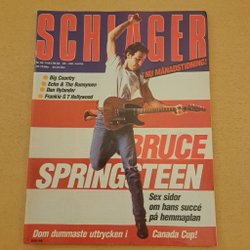 SCHLAGER
NU MÅNADSTIDNING!
Big Country
Echo & The Bunnymen
Dan Hylander
Frankie G T Hollywood
BRUCE
SPRINGSTEEN
Sex sidor
om hans succé
på hemmaplan
Dom dummaste uttrycken i Canada Cup!